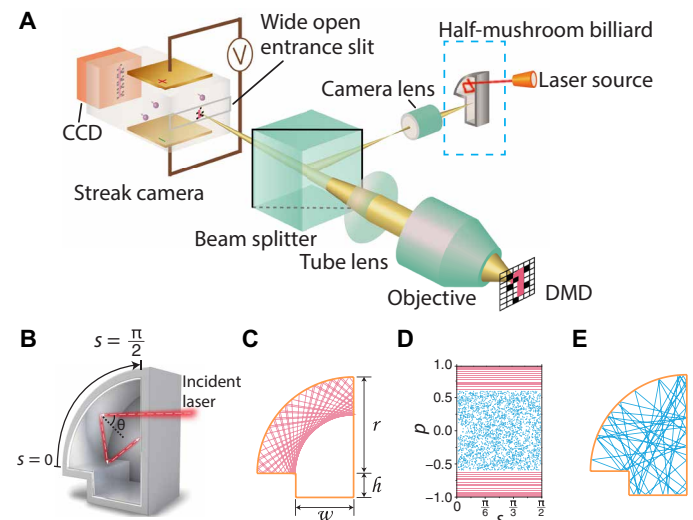 A
Wide open
entrance slit
Half-mushroom billiard
V
Camera lens
Laser source
+
CCD
Streak camera
Beam splitter
Tube lens
Objective
DMD
B
s = π/2
Incident
laser
θ
s = 0
C
r
h
w
D
1.0
0.5
p
0.0
−0.5
−1.0
0 π/6 π/3 π/2
s
E